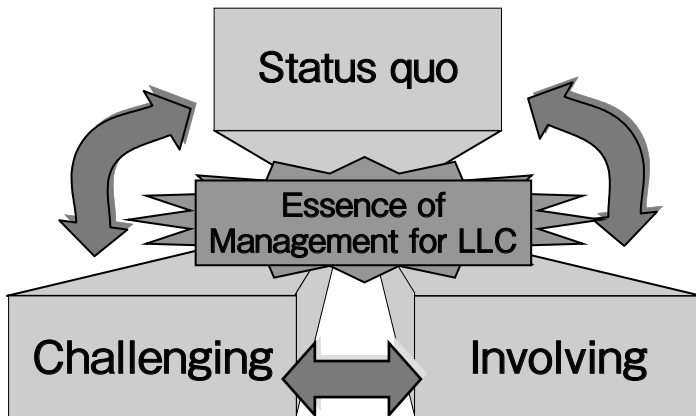 Status quo
Essence of
Management for LLC
Challenging
Involving